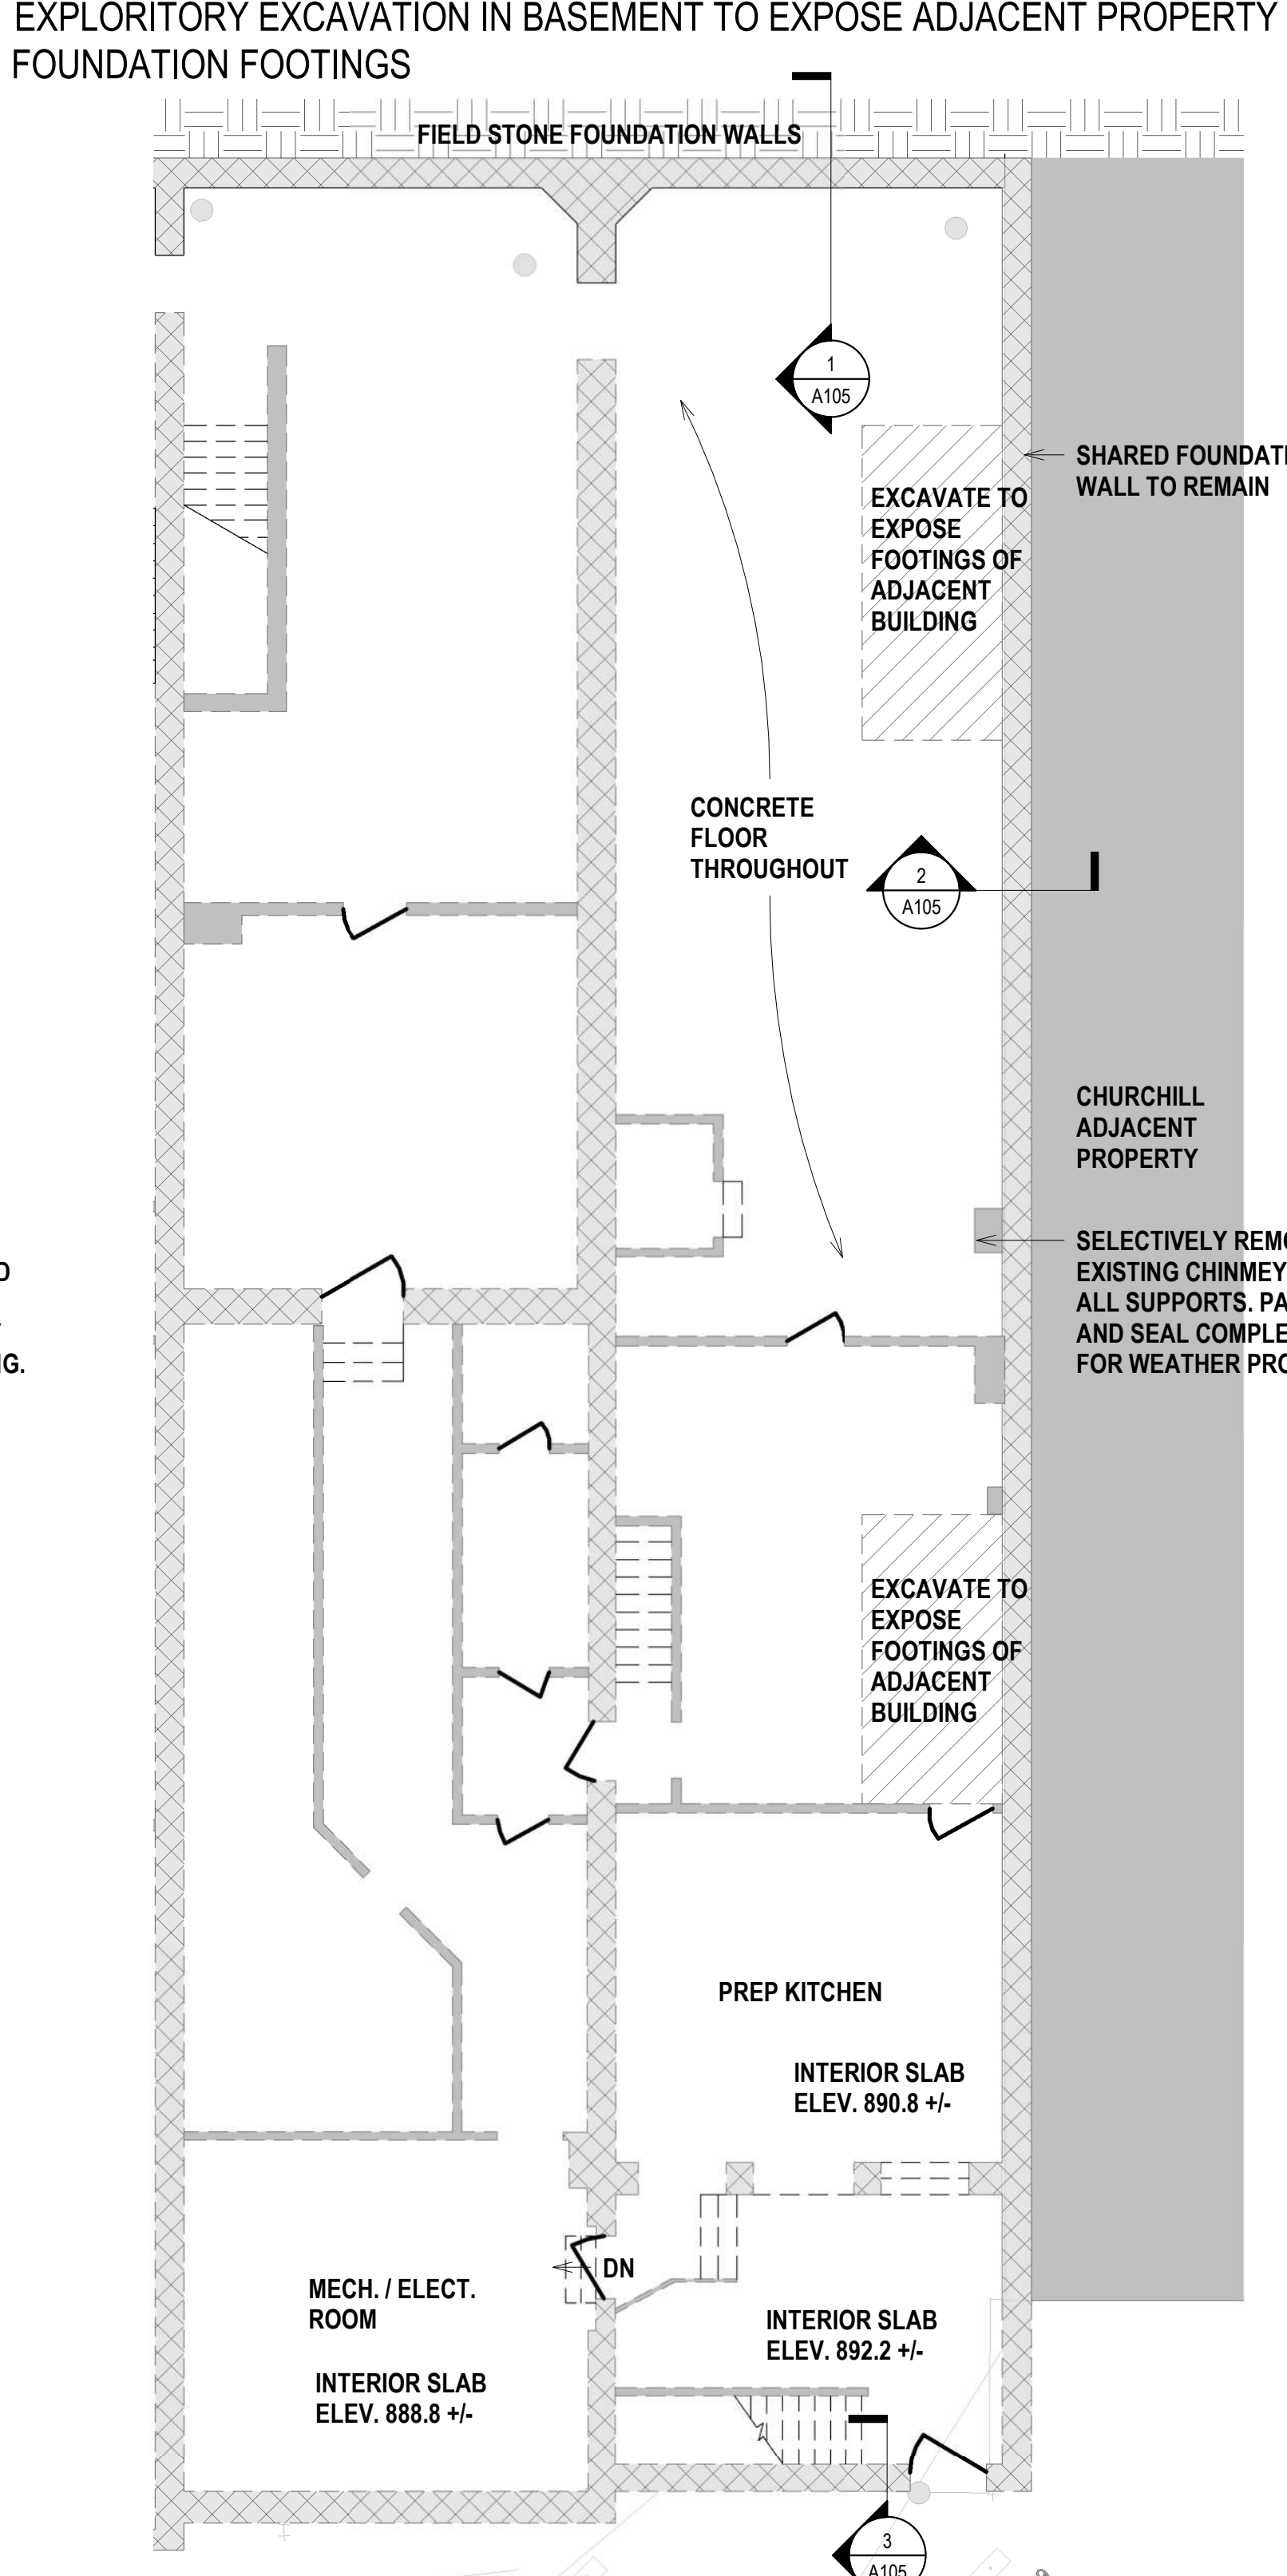 EXPLORITORY EXCAVATION IN BASEMENT TO EXPOSE ADJACENT PROPERTY
FOUNDATION FOOTINGS
FIELD STONE FOUNDATION WALLS
1
A105
SHARED FOUNDATI
WALL TO REMAIN
EXCAVATE TO
EXPOSE
FOOTINGS OF
ADJACENT
BUILDING
CONCRETE
FLOOR
THROUGHOUT
2
A105
CHURCHILL
ADJACENT
PROPERTY
SELECTIVELY REMO
EXISTING CHINMEY
ALL SUPPORTS. PA
AND SEAL COMPLE
FOR WEATHER PRO
G.
EXCAVATE TO
EXPOSE
FOOTINGS OF
ADJACENT
BUILDING
PREP KITCHEN
INTERIOR SLAB
ELEV. 890.8 +/-
DN
MECH. / ELECT.
ROOM
INTERIOR SLAB
ELEV. 892.2 +/-
INTERIOR SLAB
ELEV. 888.8 +/-
3
A105